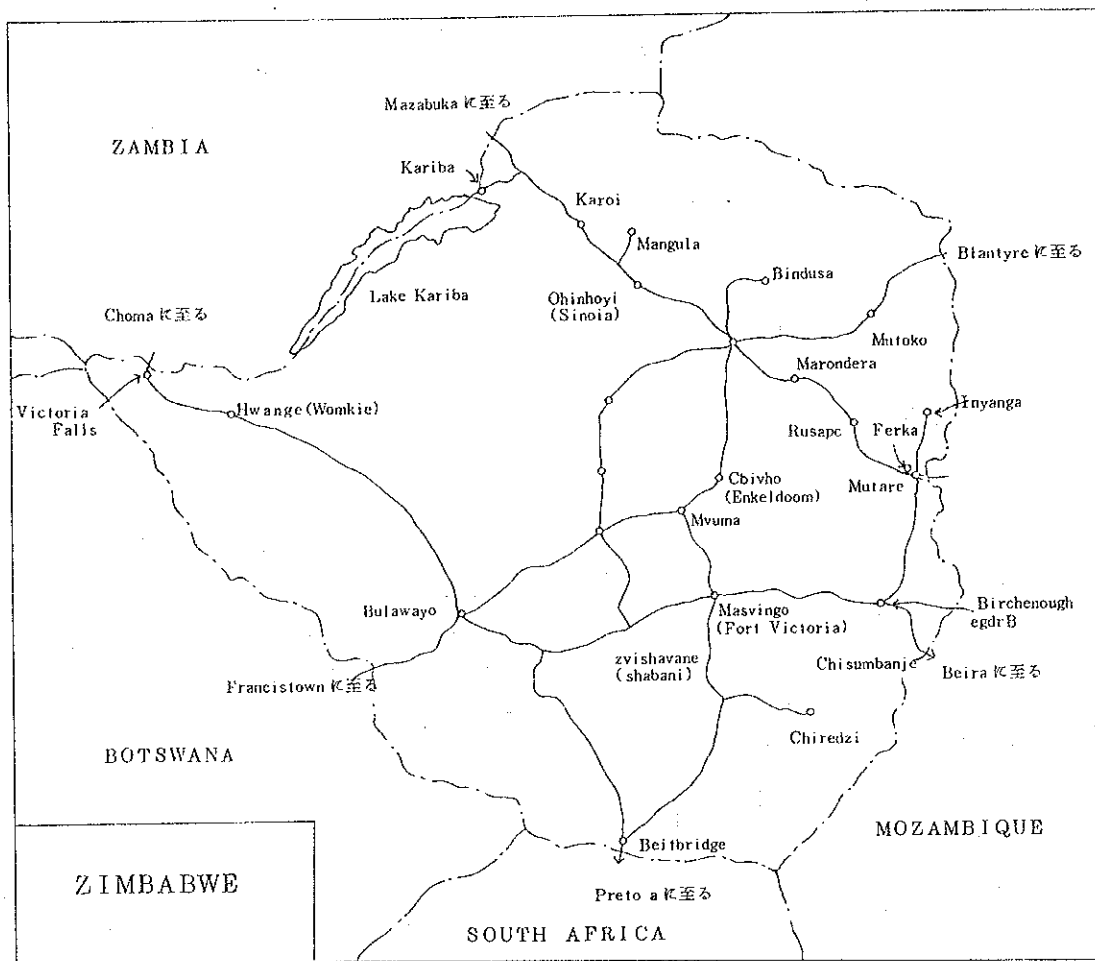 Mazabuka に至る
ZAMBIA
Kariba
Karoi
Mangula
Blantyre に至る
Bindusa
Lake Kariba
Ohinhoyi
(Sinoia)
Choma に至る
Mutoko
Marondera
Victoria
Falls
Hwange (Womkie)
Inyanga
Rusape
Ferka
Cbivho
(Enkeldoom)
Mutare
Mvuma
Bulawayo
Masvingo
(Fort Victoria)
Birchenough
egdrB
zvishavane
(shabani)
Chisumbanje
Beira に至る
Francistown に至る
Chiredzi
BOTSWANA
MOZAMBIQUE
Beitbridge
ZIMBABWE
Preto a に至る
SOUTH AFRICA